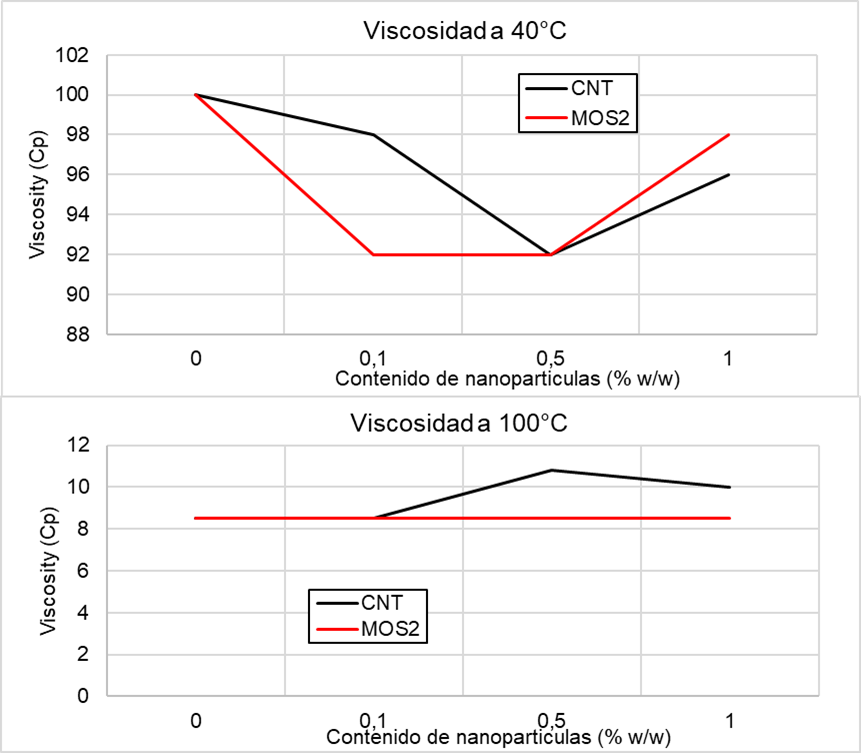 Viscosidad a 40°C
102
100
98
96
94
92
90
88
Viscosity (Cp)
CNT
MOS2
0 0,1 0,5 1
Contenido de nanoparticulas (% w/w)
Viscosidad a 100°C
12
10
8
6
4
2
0
Viscosity (Cp)
CNT
MOS2
0 0,1 0,5 1
Contenido de nanoparticulas (% w/w)